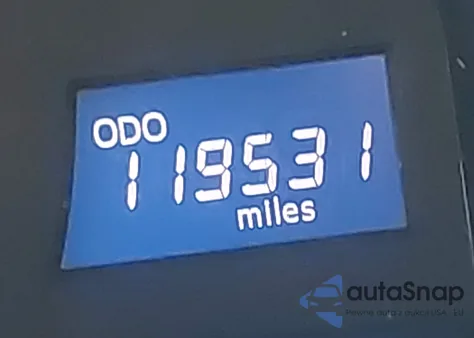 ODO
119531
miles
autaSnap